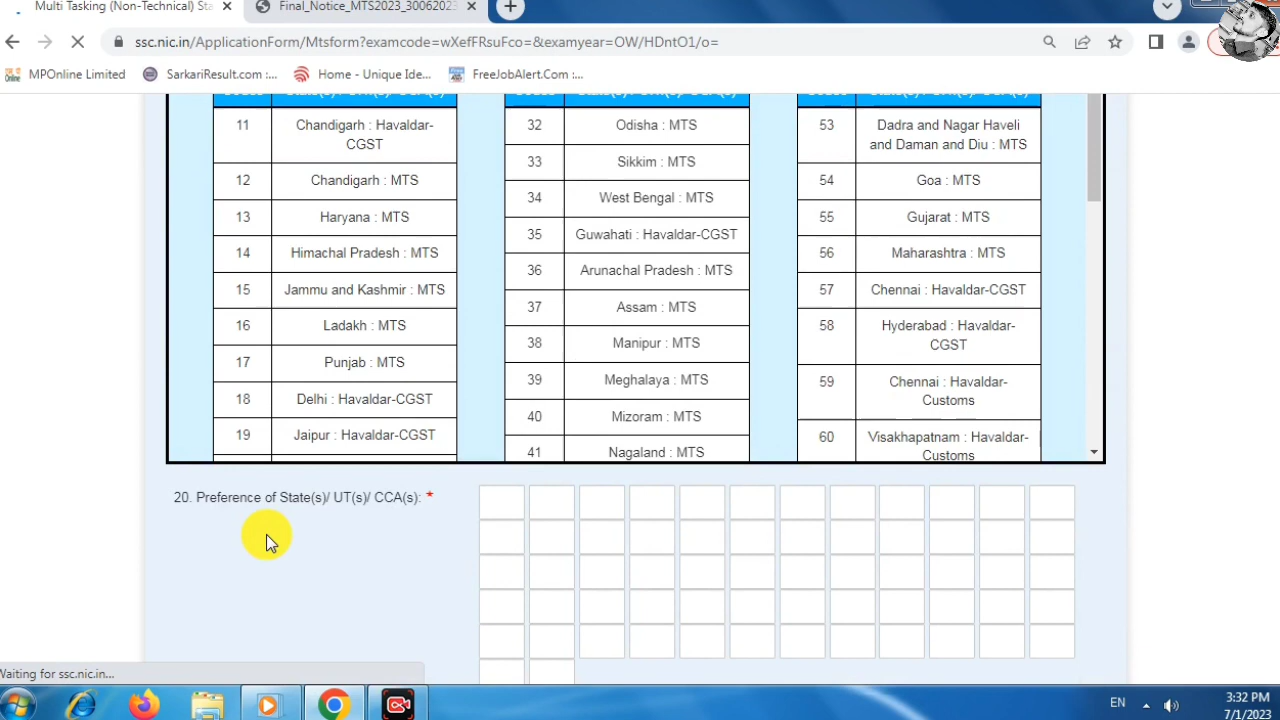 Multi Tasking (Non-Technical) Sta
Final_Notice_MTS2023_30062023
ssc.nic.in/ApplicationForm/Mtsform?examcode=wXefFRsuFco=&examyear=OW/HDntO1/o=
MPOnline Limited
SarkariResult.com :...
Home - Unique Ide...
FreeJobAlert.Com :...
11 Chandigarh : Havaldar-
CGST
12 Chandigarh : MTS
13 Haryana : MTS
14 Himachal Pradesh : MTS
15 Jammu and Kashmir : MTS
16 Ladakh : MTS
17 Punjab : MTS
18 Delhi : Havaldar-CGST
19 Jaipur : Havaldar-CGST
32 Odisha : MTS
33 Sikkim : MTS
34 West Bengal : MTS
35 Guwahati : Havaldar-CGST
36 Arunachal Pradesh : MTS
37 Assam : MTS
38 Manipur : MTS
39 Meghalaya : MTS
40 Mizoram : MTS
41 Nagaland : MTS
53 Dadra and Nagar Haveli
and Daman and Diu : MTS
54 Goa : MTS
55 Gujarat : MTS
56 Maharashtra : MTS
57 Chennai : Havaldar-CGST
58 Hyderabad : Havaldar-
CGST
59 Chennai : Havaldar-
Customs
60 Visakhapatnam : Havaldar-
Customs
20. Preference of State(s)/ UT(s)/ CCA(s): *
Waiting for ssc.nic.in...
EN
3:32 PM
7/1/2023